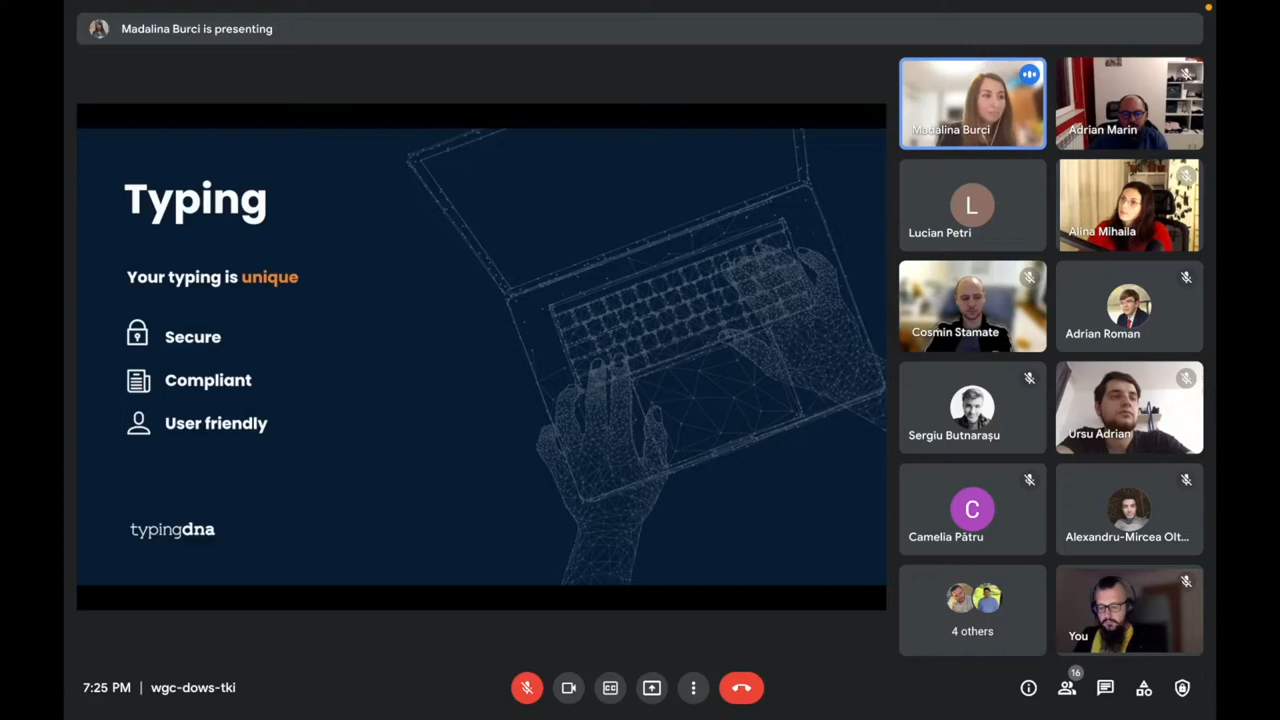 Madalina Burci is presenting
Typing
Your typing is unique
Secure
Compliant
User friendly
typingdna
Madalina Burci
Adrian Marin
L
Lucian Petri
Alina Mihaila
Cosmin Stamate
Adrian Roman
Sergiu Butnarașu
Ursu Adrian
C
Camelia Pătru
Alexandru-Mircea Olt...
4 others
You
7:25 PM | wgc-dows-tki
CC
16